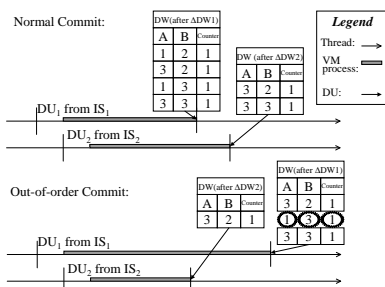 Normal Commit:
DW(after ΔDW1)
A B Counter
1 2 1
3 2 1
1 3 1
3 3 1
DW (after ΔDW2)
A B Counter
3 2 1
3 3 1
Legend
Thread:
VM
process:
DU:
DU1 from IS1
DU2 from IS2
Out-of-order Commit:
DW(after ΔDW2)
A B Counter
3 2 1
DW(after ΔDW1)
A B Counter
3 2 1
1 3 1
3 3 1
DU1 from IS1
DU2 from IS2